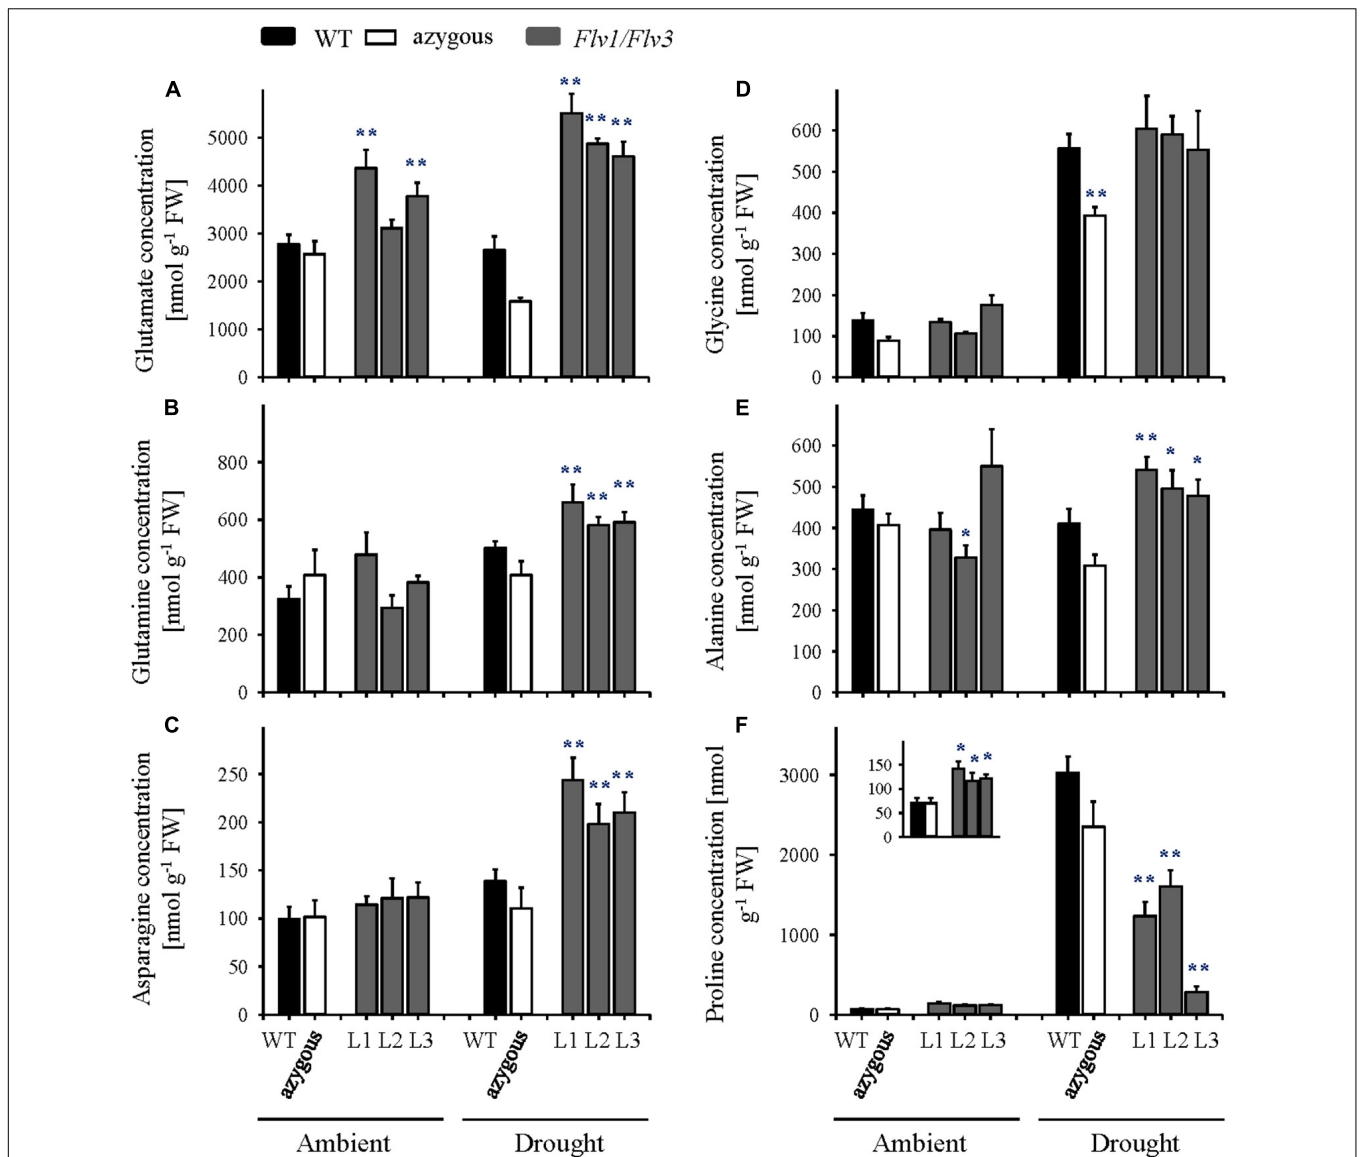 WT azygous Flv1/Flv3
A
Glutamate concentration
[nmol g-1 FW]
5000
4000
3000
2000
1000
0
** ** ** ** **
B
Glutamine concentration
[nmol g-1 FW]
800
600
400
200
0
** ** **
C
Asparagine concentration
[nmol g-1 FW]
250
200
150
100
50
0
** ** **
WT azygous L1 L2 L3 WT azygous L1 L2 L3
Ambient Drought
D
Glycine concentration
[nmol g-1 FW]
600
500
400
300
200
100
0
**
E
Alanine concentration
[nmol g-1 FW]
600
500
400
300
200
100
0
* ** * *
F
Proline concentration [nmol
g-1 FW]
3000
2000
1000
0
150
100
50
0
* * *
** ** **
WT azygous L1 L2 L3 WT azygous L1 L2 L3
Ambient Drought